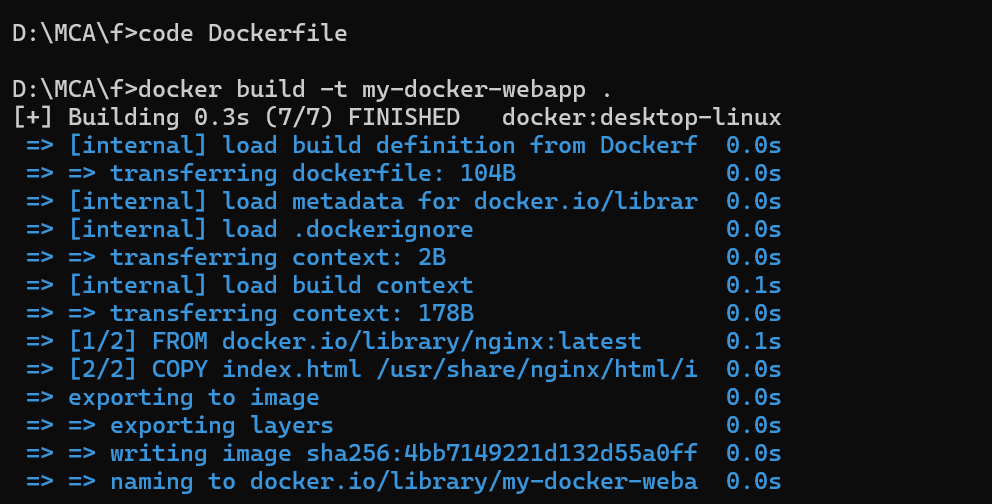 D:\MCA\f>code Dockerfile
D:\MCA\f>docker build -t my-docker-webapp .
[+] Building 0.3s (7/7) FINISHED   docker:desktop-linux
 => [internal] load build definition from Dockerf  0.0s
 => => transferring dockerfile: 104B               0.0s
 => [internal] load metadata for docker.io/librar  0.0s
 => [internal] load .dockerignore                  0.0s
 => => transferring context: 2B                    0.0s
 => [internal] load build context                  0.1s
 => => transferring context: 178B                  0.0s
 => [1/2] FROM docker.io/library/nginx:latest      0.1s
 => [2/2] COPY index.html /usr/share/nginx/html/i  0.0s
 => exporting to image                             0.0s
 => => exporting layers                            0.0s
 => => writing image sha256:4bb7149221d132d55a0ff  0.0s
 => => naming to docker.io/library/my-docker-weba  0.0s